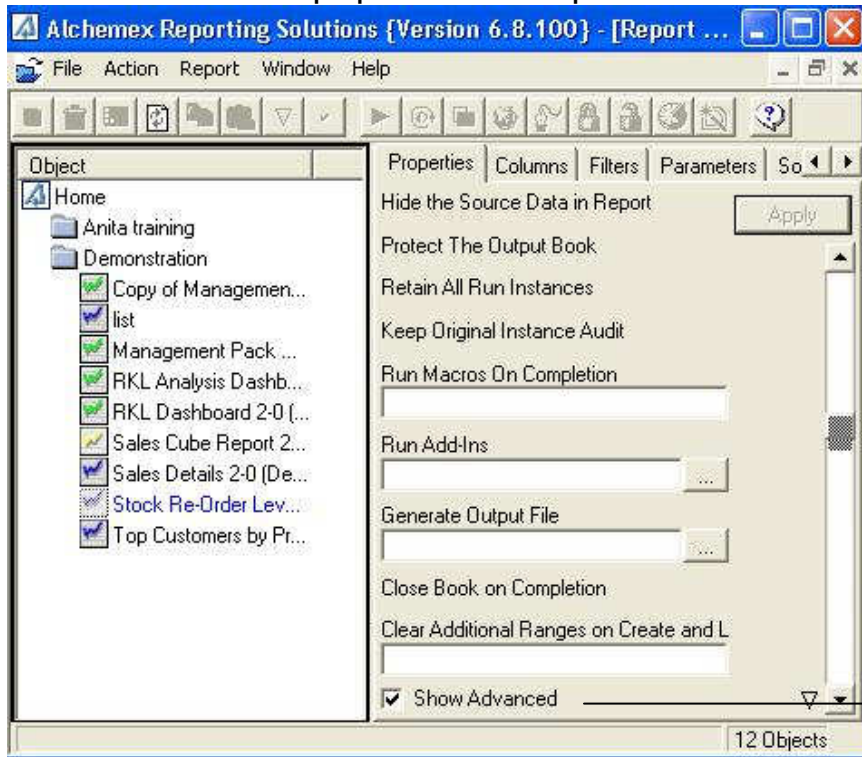 Alchemex Reporting Solutions {Version 6.8.100} - [Report ...
File Action Report Window Help
Object
Home
Anita training
Demonstration
Copy of Managemen...
list
Management Pack ...
RKL Analysis Dashb...
RKL Dashboard 2-0 (...
Sales Cube Report 2...
Sales Details 2-0 (De...
Stock Re-Order Lev...
Top Customers by Pr...
Properties Columns Filters Parameters So
Hide the Source Data in Report
Apply
Protect The Output Book
Retain All Run Instances
Keep Original Instance Audit
Run Macros On Completion
Run Add-Ins
...
Generate Output File
...
Close Book on Completion
Clear Additional Ranges on Create and L
Show Advanced
12 Objects